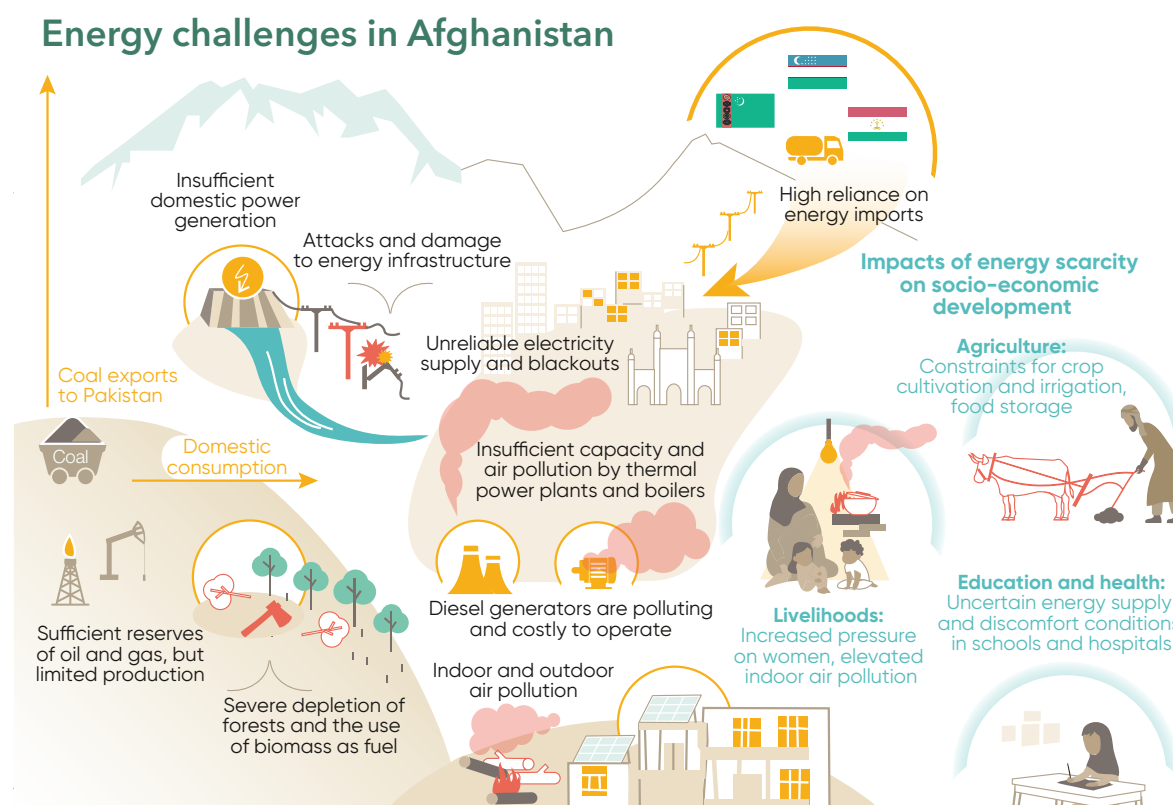 Energy challenges in Afghanistan
Insufficient
domestic power
generation
Attacks and damage
to energy infrastructure
High reliance on
energy imports
Unreliable electricity
supply and blackouts
Coal exports
to Pakistan
Coal
Domestic
consumption
Insufficient capacity and
air pollution by thermal
power plants and boilers
Sufficient reserves
of oil and gas, but
limited production
Severe depletion of
forests and the use
of biomass as fuel
Diesel generators are polluting
and costly to operate
Indoor and outdoor
air pollution
Impacts of energy scarcity
on socio-economic
development
Agriculture:
Constraints for crop
cultivation and irrigation,
food storage
Livelihoods:
Increased pressure
on women, elevated
indoor air pollution
Education and health:
Uncertain energy supply
and discomfort conditions
in schools and hospitals